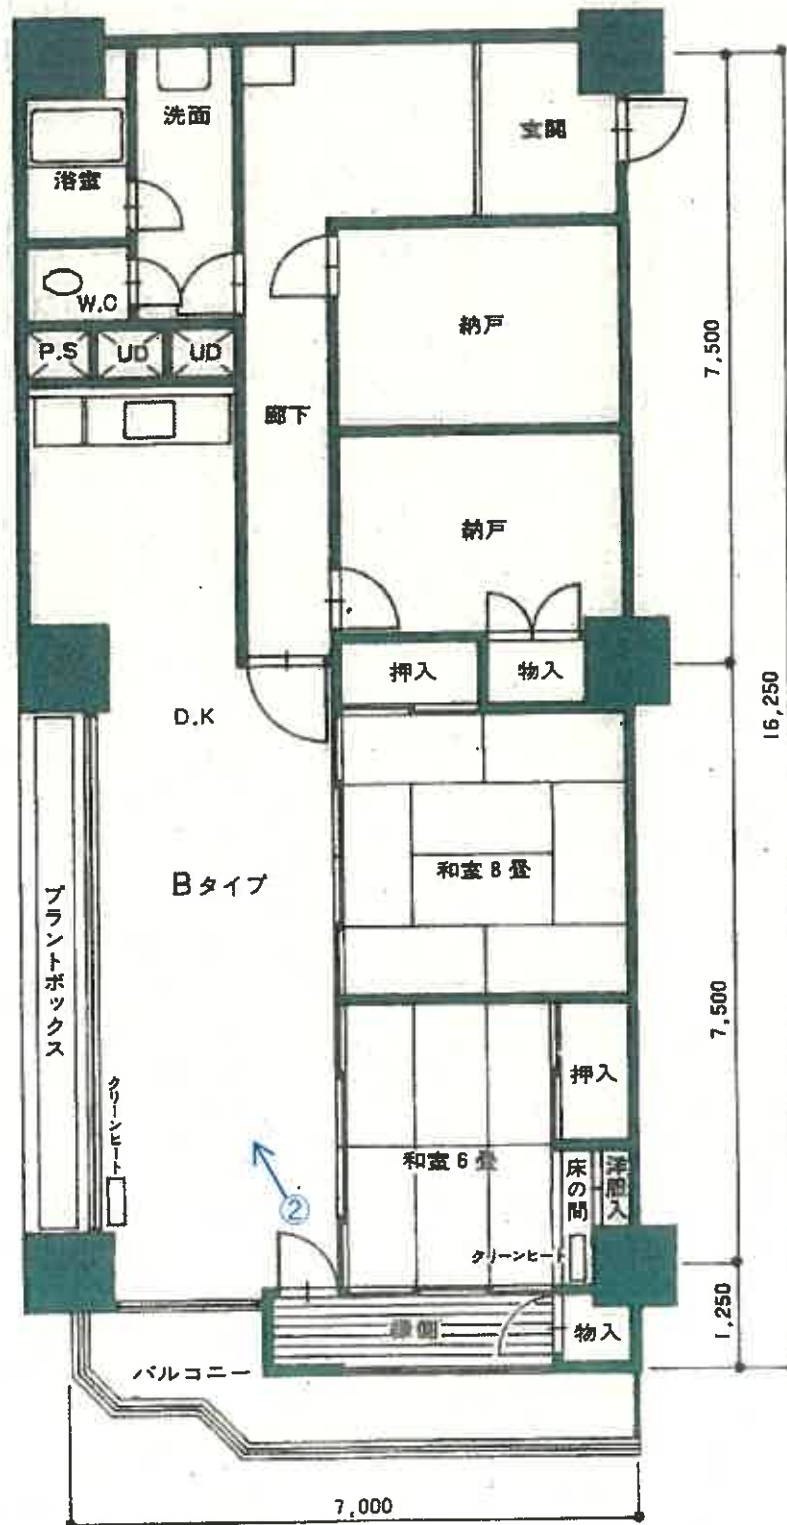 洗面
玄関
浴室
W.C
納戸
P.S
UD
UD
7,500
廊下
納戸
押入
物入
16,250
D.K
和室 8 畳
Bタイプ
プラントボックス
7,500
押入
クリーンヒート
和室 6 畳
床の間
洋服入
②
クリーンヒート
縁側
物入
1,250
バルコニー
7,000